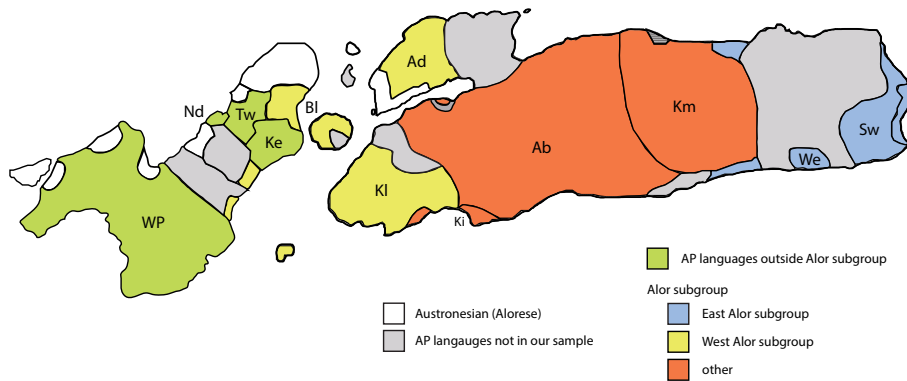 Ad
Nd
Tw
Bl
Km
Ke
Ab
Sw
We
Kl
Ki
WP
AP languages outside Alor subgroup
Alor subgroup
Austronesian (Alorese)
East Alor subgroup
AP langauges not in our sample
West Alor subgroup
other